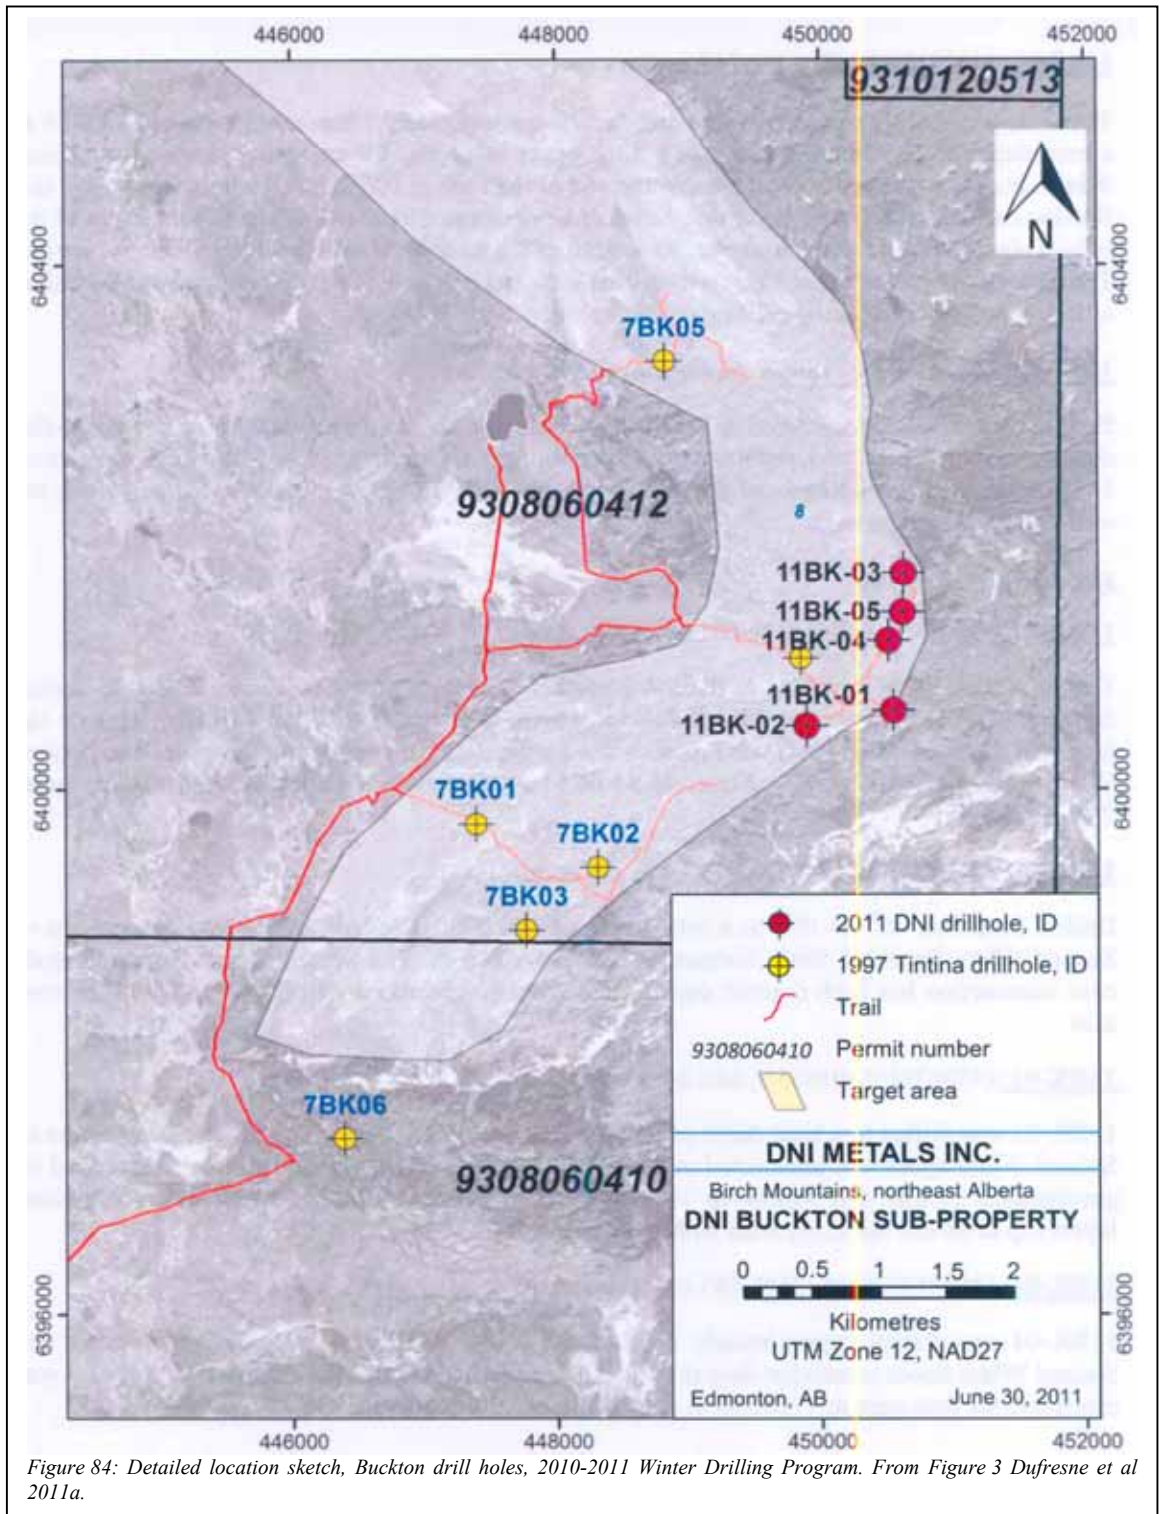 446000 448000 450000 452000
9310120513
N
6404000 6404000
7BK05
9308060412
8
11BK-03
11BK-05
11BK-04
11BK-01
11BK-02
6400000 6400000
7BK01
7BK02
7BK03
7BK06
9308060410
2011 DNI drillhole, ID
1997 Tintina drillhole, ID
Trail
9308060410 Permit number
Target area
DNI METALS INC.
Birch Mountains, northeast Alberta
DNI BUCKTON SUB-PROPERTY
0 0.5 1 1.5 2
Kilometres
UTM Zone 12, NAD27
Edmonton, AB June 30, 2011
6396000 6396000
446000 448000 450000 452000
Figure 84: Detailed location sketch, Buckton drill holes, 2010-2011 Winter Drilling Program. From Figure 3 Dufresne et al
2011a.